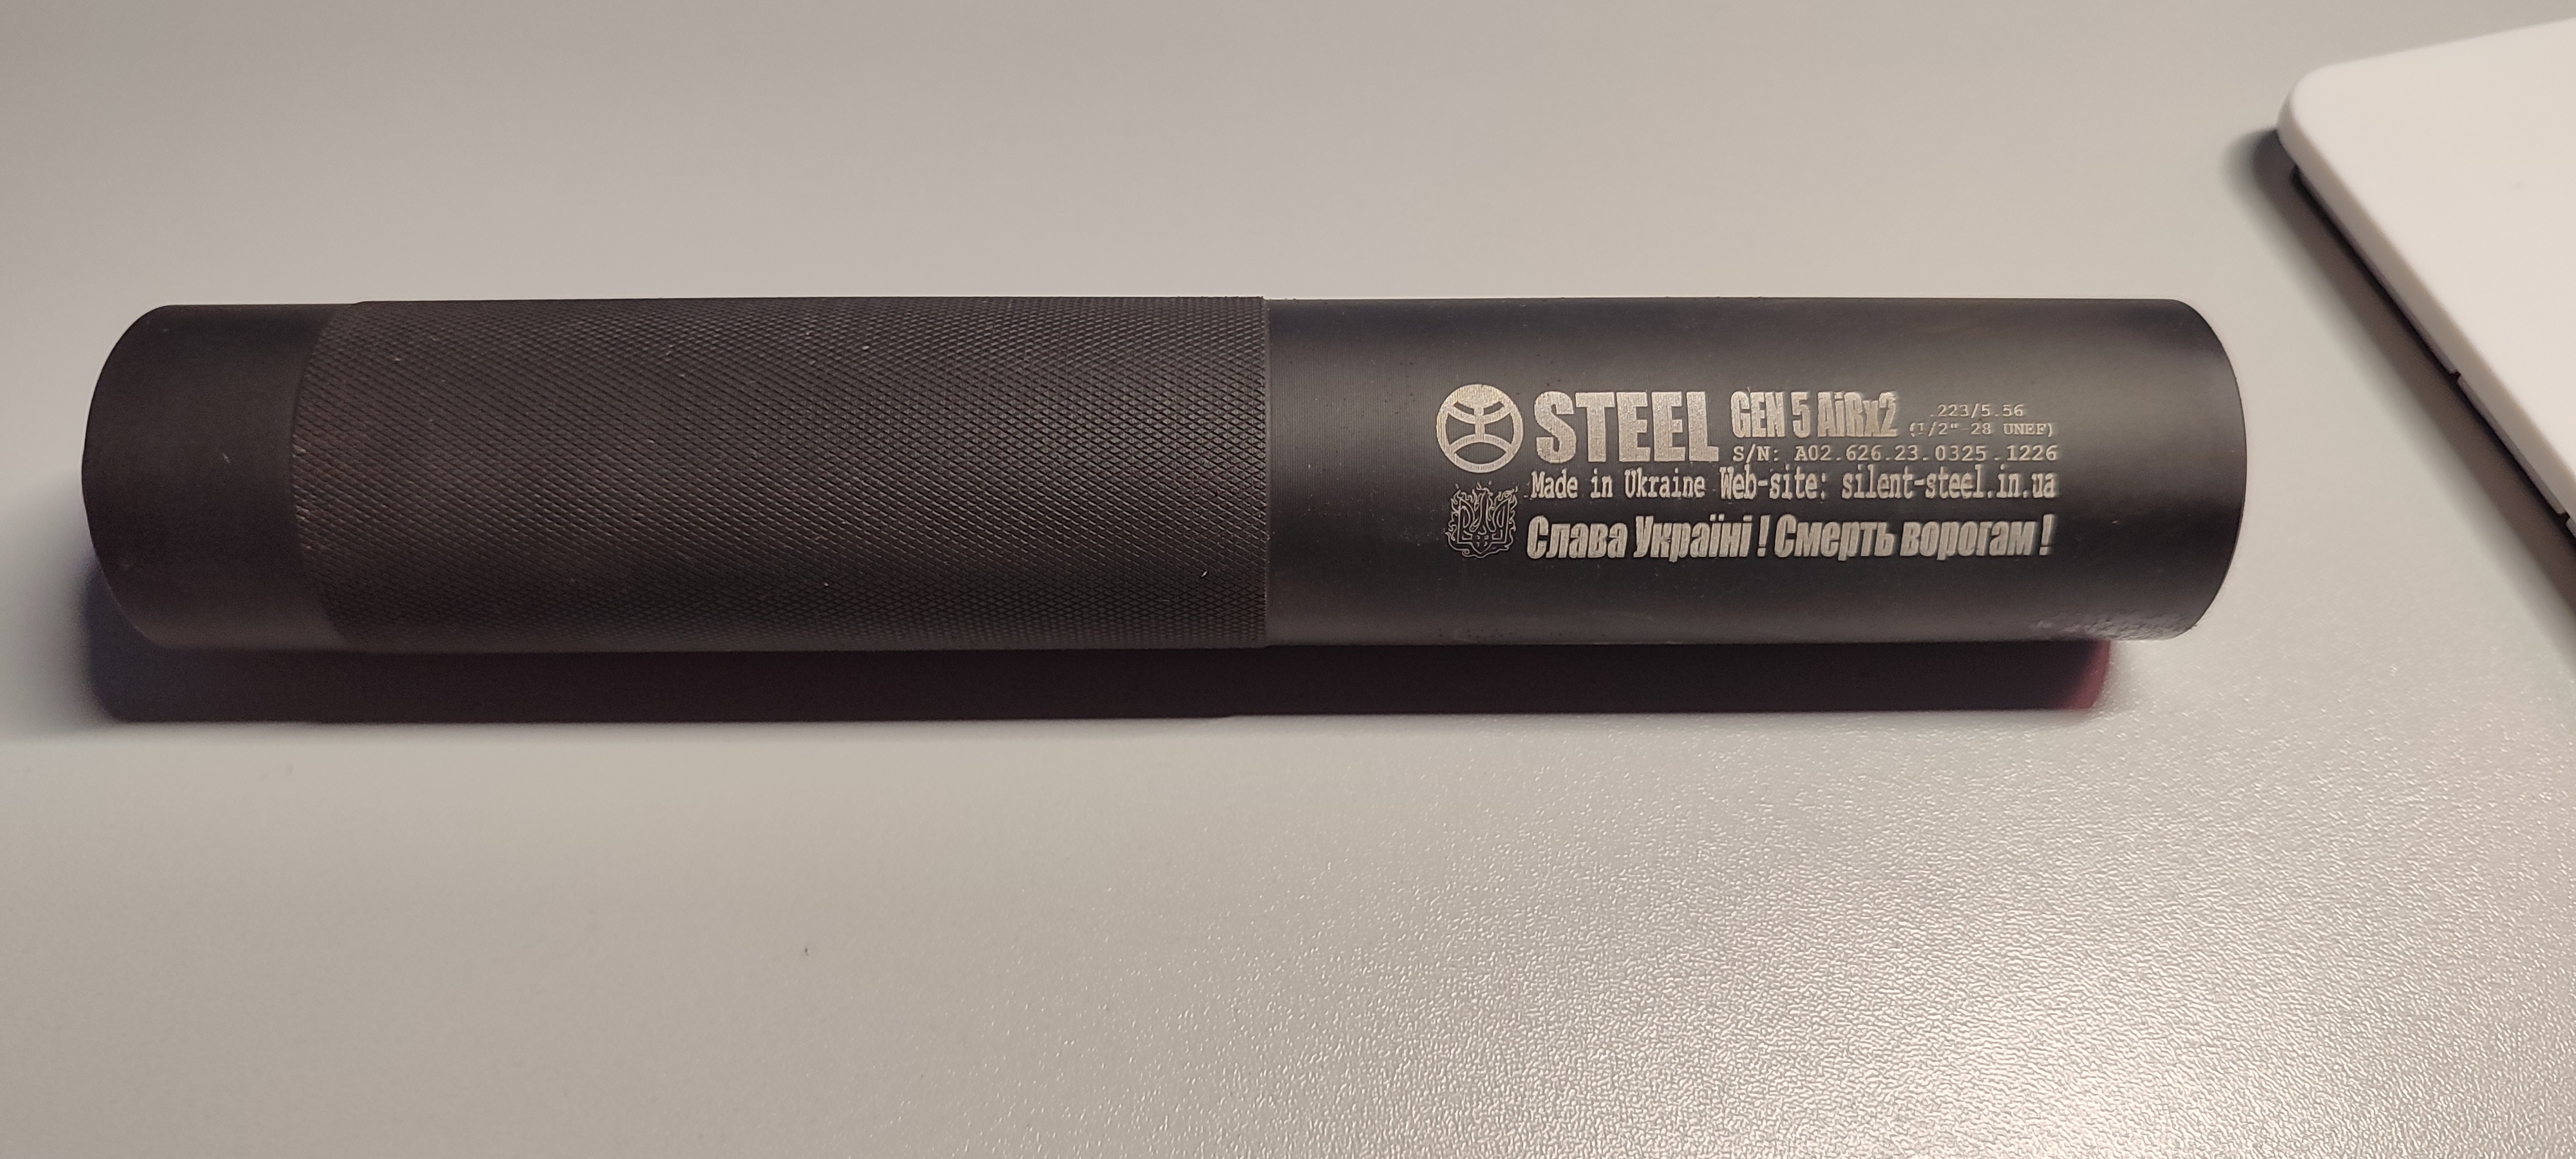 STEEL GEN 5 AiRx2 .223/5.56
(1/2"-28 UNEF)
S/N: A02.626.23.0325.1226
Made in Ukraine Web-site: silent-steel.in.ua
Слава Україні ! Смерть ворогам !